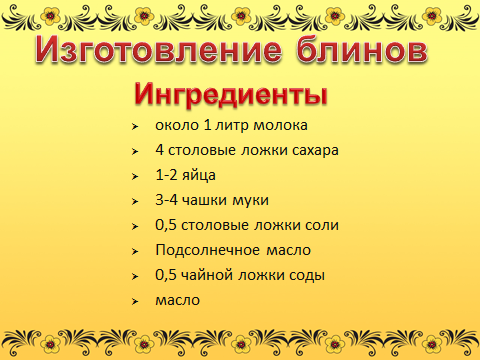 Изготовление блинов
Ингредиенты
около 1 литр молока
4 столовые ложки сахара
1-2 яйца
3-4 чашки муки
0,5 столовые ложки соли
Подсолнечное масло
0,5 чайной ложки соды
масло